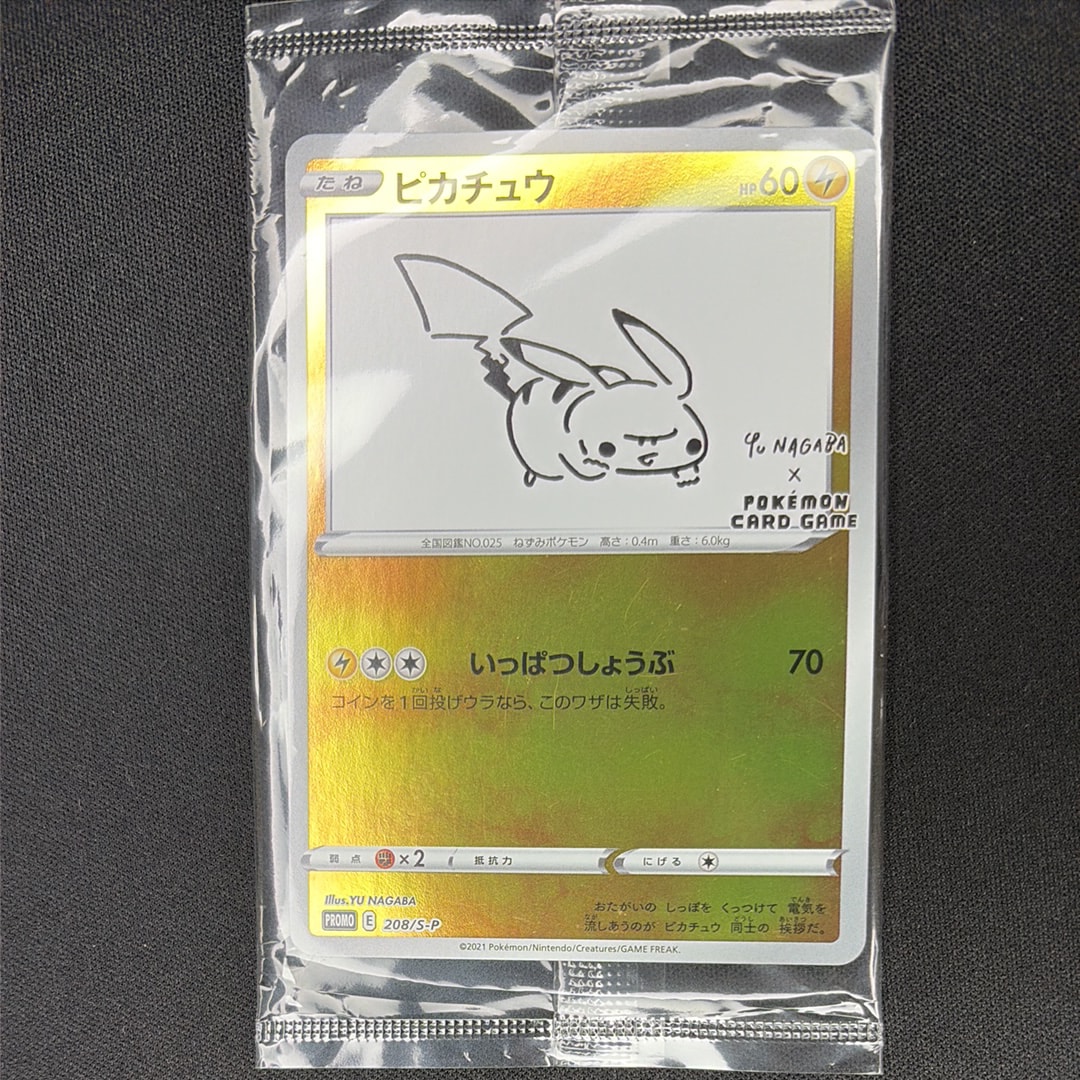 たね ピカチュウ HP60
YU NAGABA
×
POKÉMON
CARD GAME
全国図鑑NO.025 ねずみポケモン 高さ：0.4m 重さ：6.0kg
いっぱつしょうぶ 70
コインを1回投げウラなら、このワザは失敗。
弱点 ×2 抵抗力 にげる
Illus.YU NAGABA
PROMO E 208/S-P
おたがいの しっぽを くっつけて 電気を
流しあうのが ピカチュウ 同士の 挨拶だ。
©2021 Pokémon/Nintendo/Creatures/GAME FREAK.